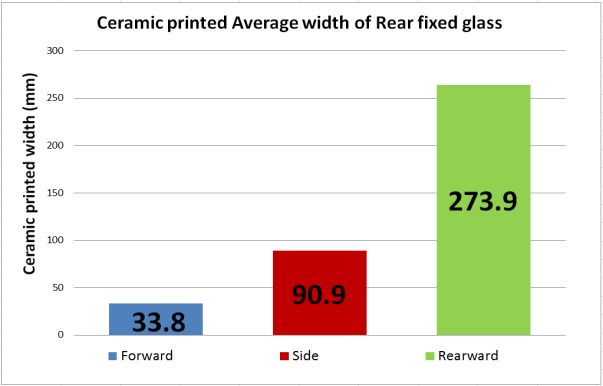 Ceramic printed Average width of Rear fixed glass
Ceramic printed width (mm)
300
250
200
150
100
50
0
33.8
90.9
273.9
Forward
Side
Rearward